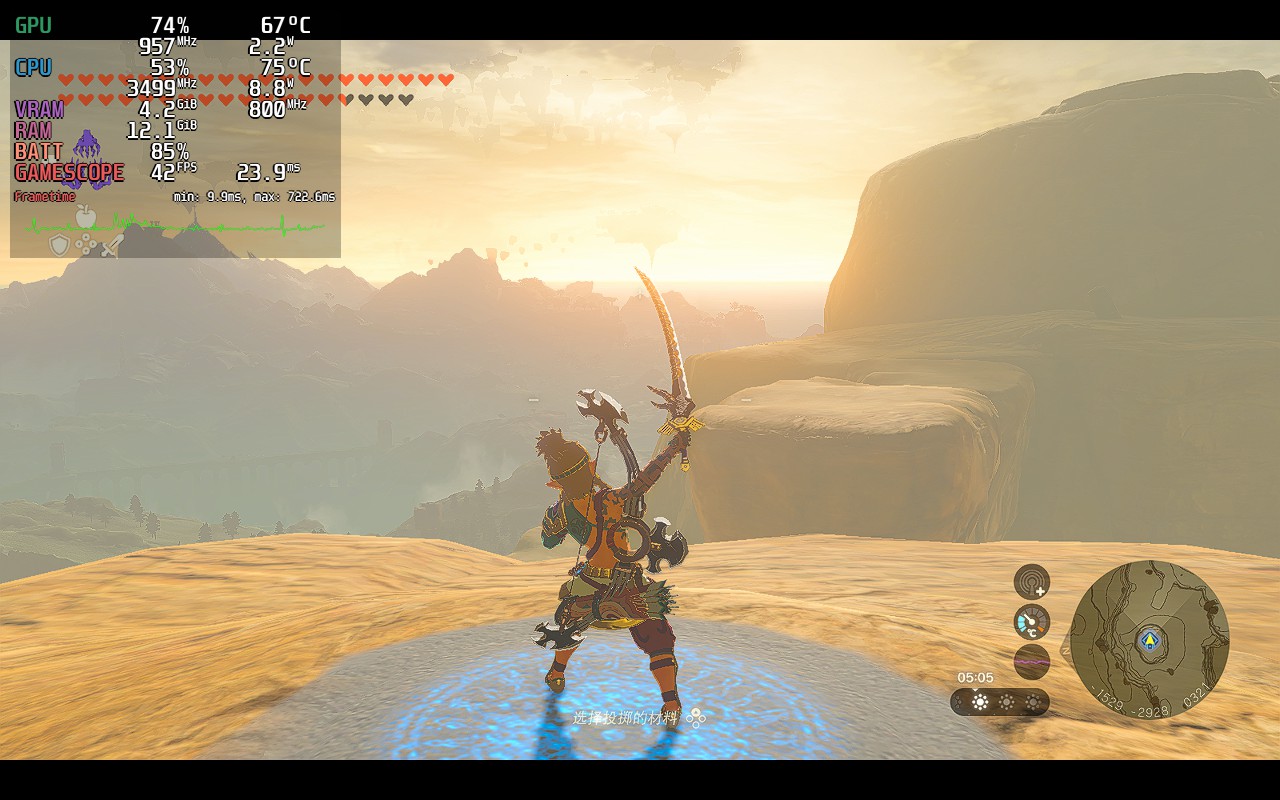 GPU 74% 67°C
957MHz 2.2W
CPU 53% 75°C
3499MHz 8.8W
VRAM 4.2GiB 800MHz
RAM 12.1GiB
BATT 85%
GAMESCOPE 42FPS 23.9ms
Frametime min: 9.9ms, max: 722.6ms
℃
05:05
-1529 -2928 0321
选择投掷的材料